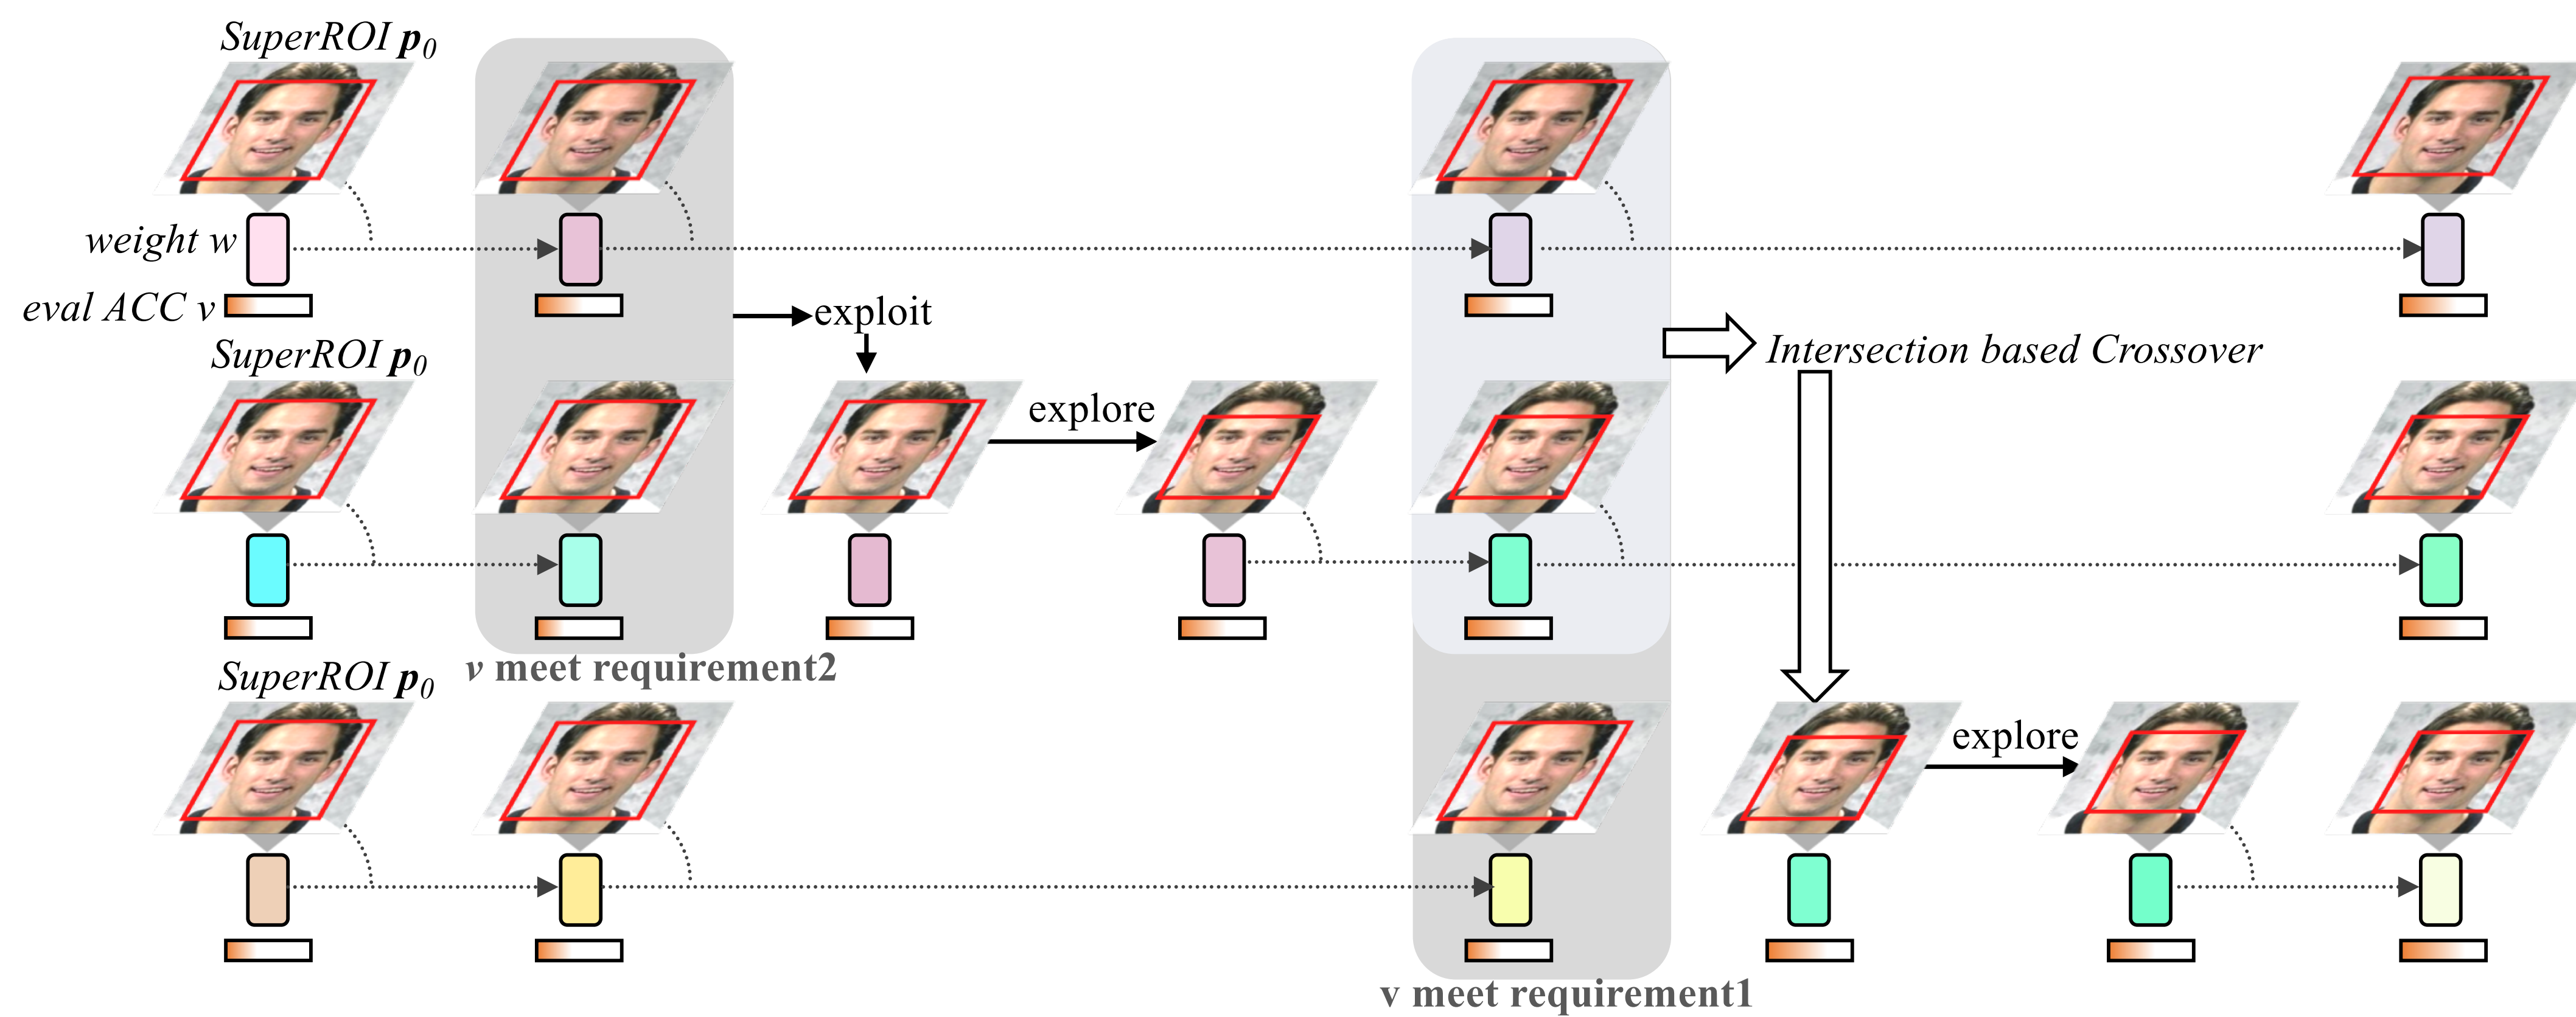 SuperROI p0
weight w
eval ACC v
exploit
Intersection based Crossover
SuperROI p0
explore
v meet requirement2
SuperROI p0
explore
v meet requirement1